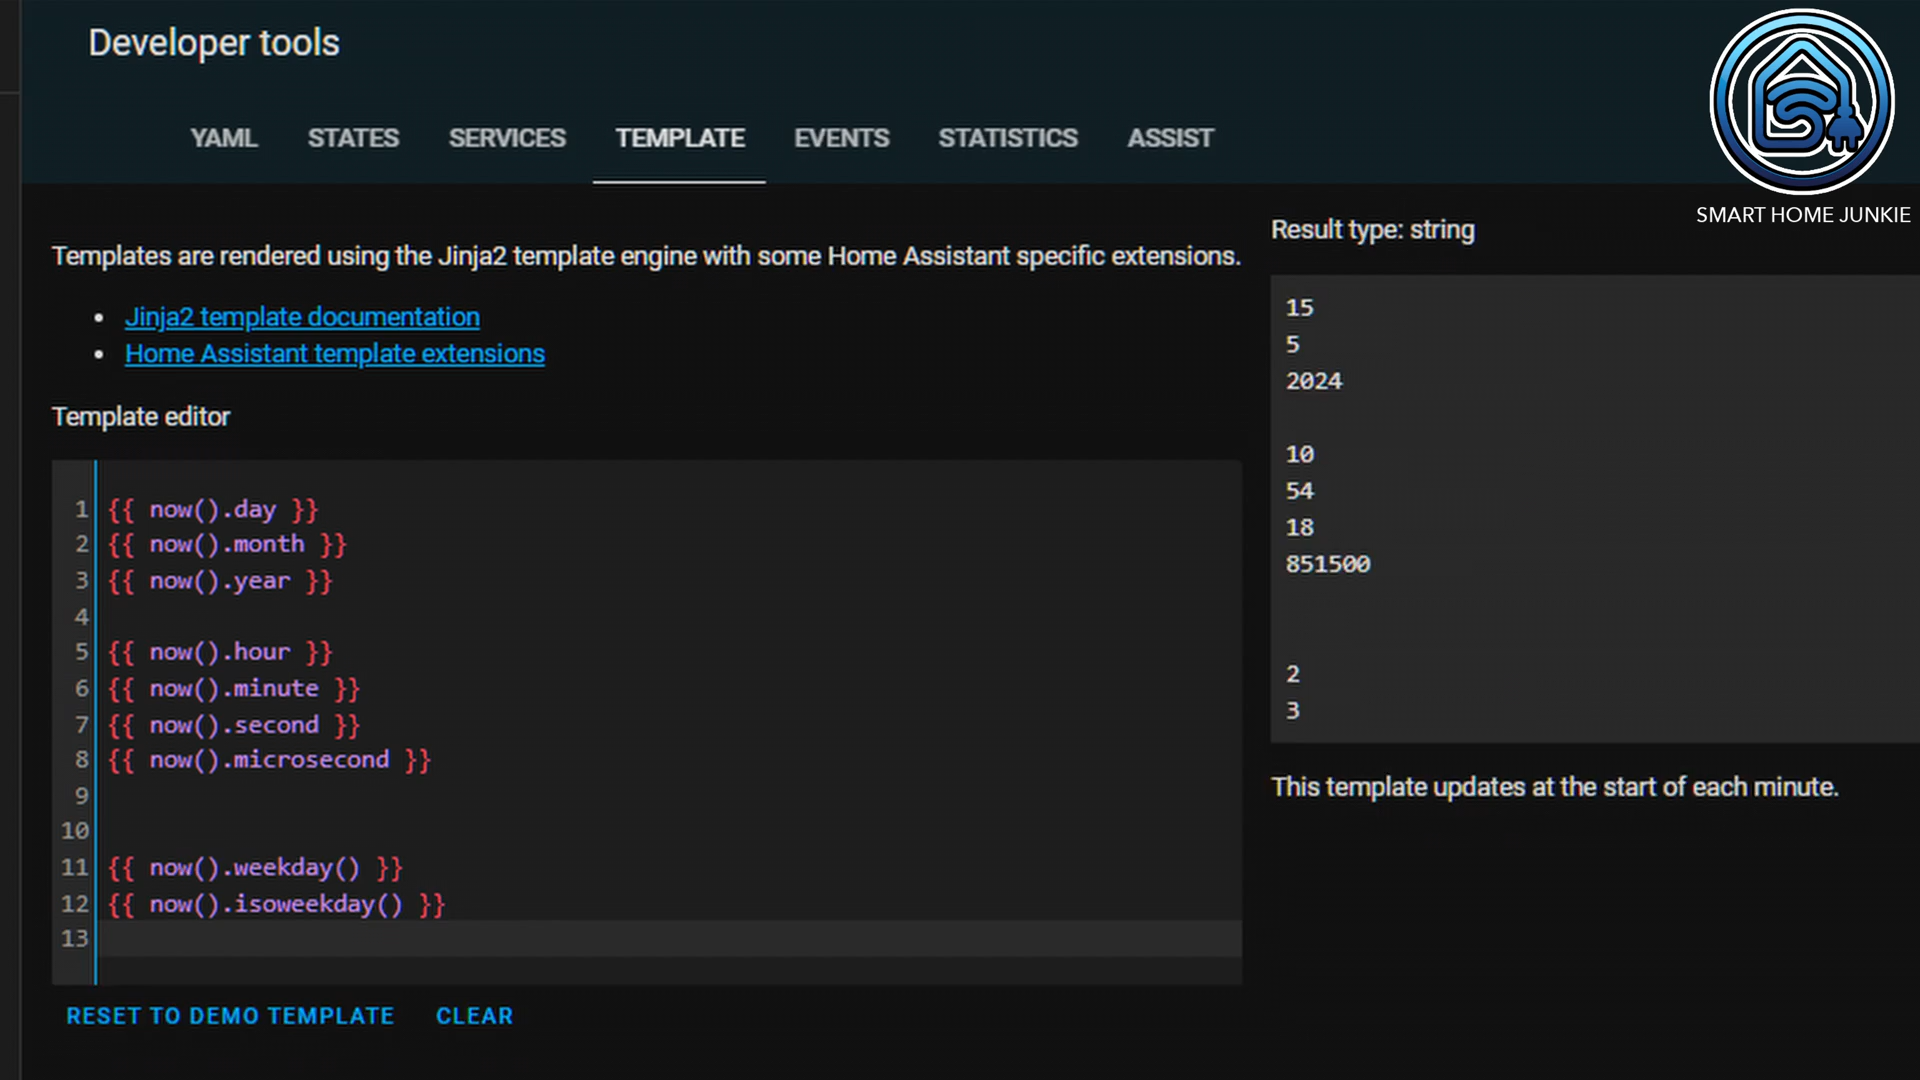 Developer tools
YAML STATES SERVICES TEMPLATE EVENTS STATISTICS ASSIST
SMART HOME JUNKIE
Templates are rendered using the Jinja2 template engine with some Home Assistant specific extensions.
• Jinja2 template documentation
• Home Assistant template extensions
Template editor
1 {{ now().day }}
2 {{ now().month }}
3 {{ now().year }}
4
5 {{ now().hour }}
6 {{ now().minute }}
7 {{ now().second }}
8 {{ now().microsecond }}
9
10
11 {{ now().weekday() }}
12 {{ now().isoweekday() }}
13
RESET TO DEMO TEMPLATE CLEAR
Result type: string
15
5
2024
10
54
18
851500
2
3
This template updates at the start of each minute.